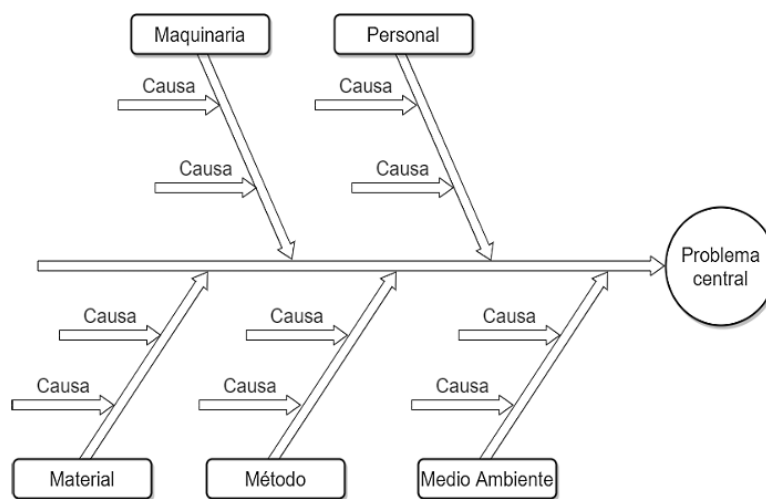 Maquinaria
Personal
Causa
Causa
Causa
Causa
Problema
central
Causa
Causa
Causa
Causa
Causa
Causa
Material
Método
Medio Ambiente